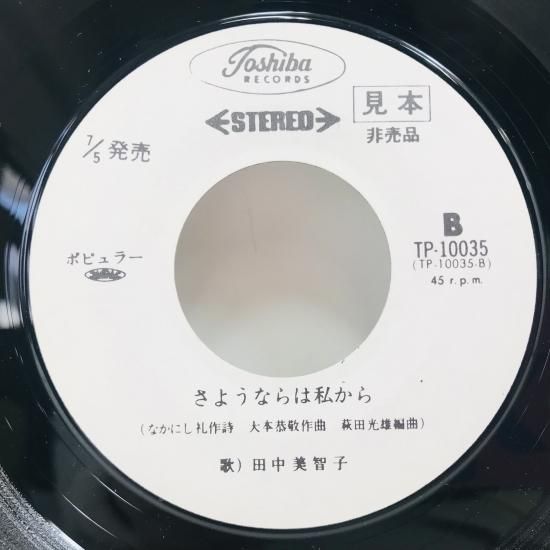 Toshiba
RECORDS
STEREO
見本
非売品
7/5発売
B
TP-10035
(TP-10035-B)
45 r.p.m.
ポピュラー
さようならは私から
(なかにし礼作詩 大本恭敬作曲 萩田光雄編曲)
歌)田中美智子